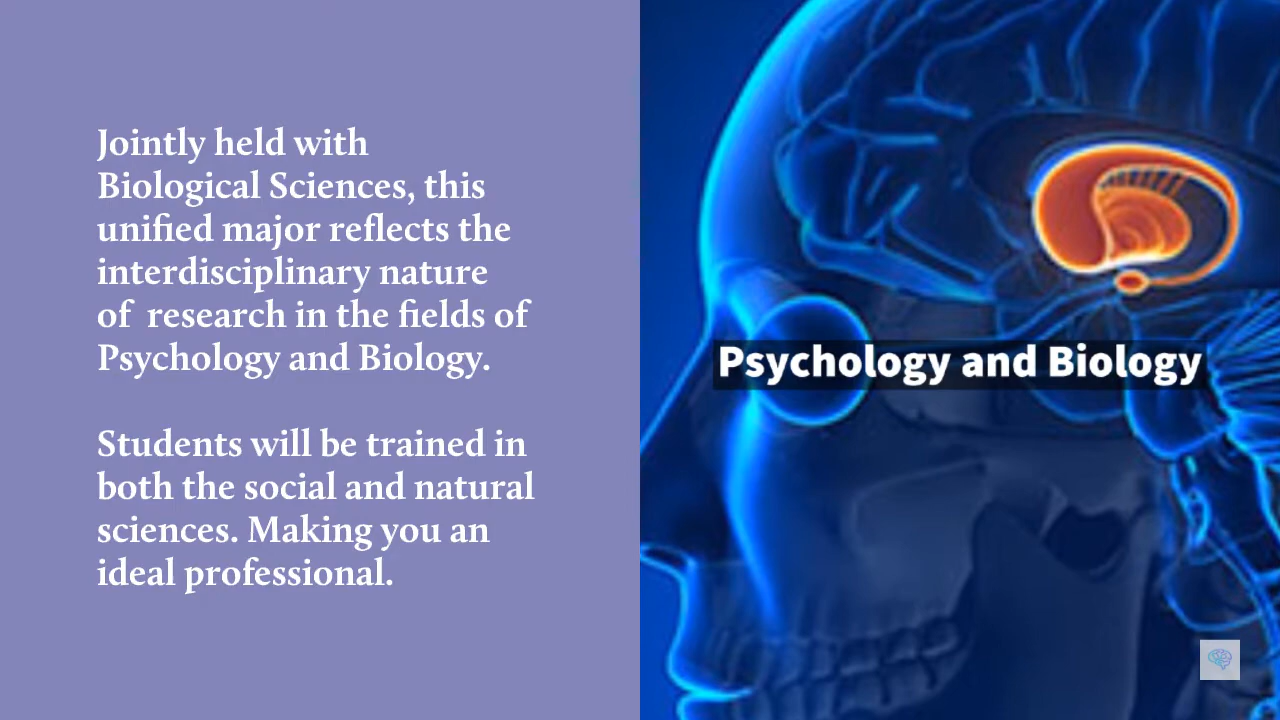 Jointly held with
Biological Sciences, this
unified major reflects the
interdisciplinary nature
of  research in the fields of
Psychology and Biology.
Students will be trained in
both the social and natural
sciences. Making you an
ideal professional.
Psychology and Biology